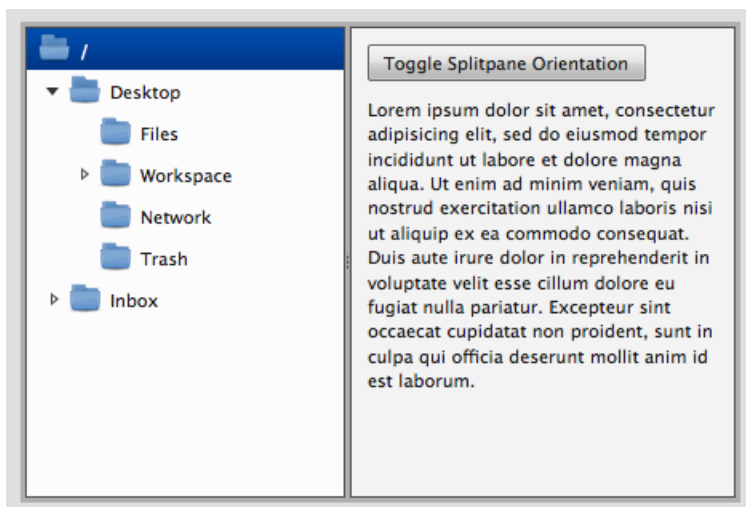 /
Desktop
Files
Workspace
Network
Trash
Inbox
Toggle Splitpane Orientation
Lorem ipsum dolor sit amet, consectetur
adipisicing elit, sed do eiusmod tempor
incididunt ut labore et dolore magna
aliqua. Ut enim ad minim veniam, quis
nostrud exercitation ullamco laboris nisi
ut aliquip ex ea commodo consequat.
Duis aute irure dolor in reprehenderit in
voluptate velit esse cillum dolore eu
fugiat nulla pariatur. Excepteur sint
occaecat cupidatat non proident, sunt in
culpa qui officia deserunt mollit anim id
est laborum.